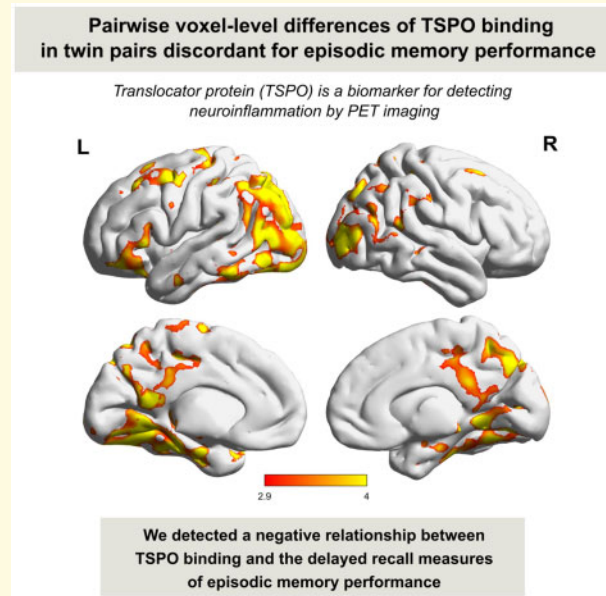 Pairwise voxel-level differences of TSPO binding
in twin pairs discordant for episodic memory performance
Translocator protein (TSPO) is a biomarker for detecting
neuroinflammation by PET imaging
L
R
2.9
4
We detected a negative relationship between
TSPO binding and the delayed recall measures
of episodic memory performance